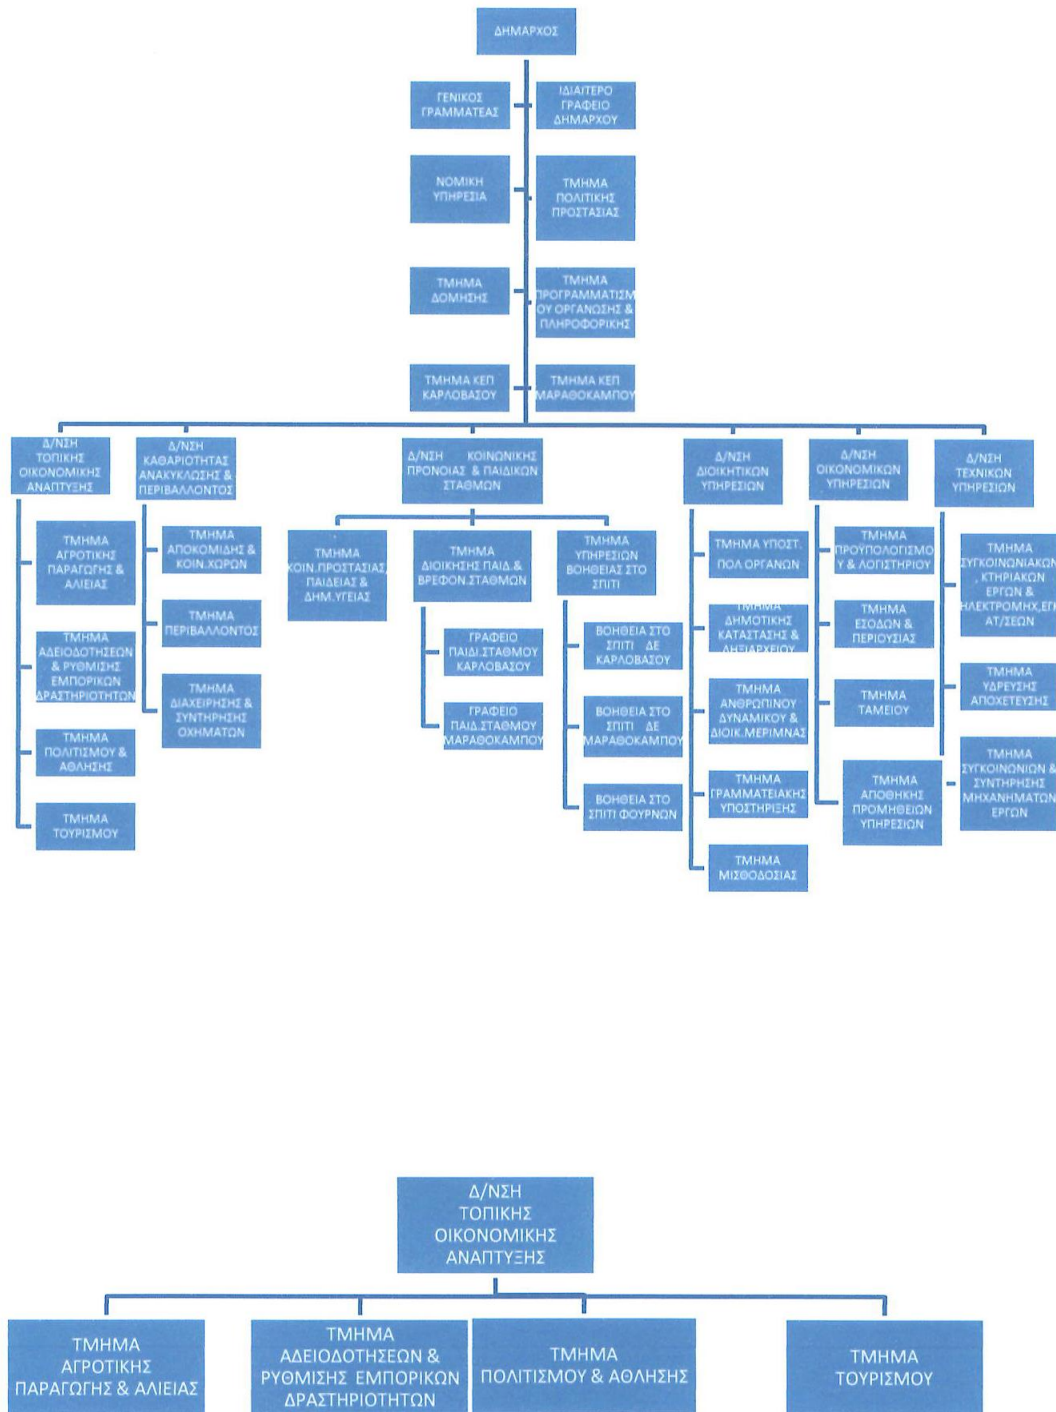 ΔΗΜΑΡΧΟΣ
ΓΕΝΙΚΟΣ
ΓΡΑΜΜΑΤΕΑΣ
ΙΔΙΑΙΤΕΡΟ
ΓΡΑΦΕΙΟ
ΔΗΜΑΡΧΟΥ
ΝΟΜΙΚΗ
ΥΠΗΡΕΣΙΑ
ΤΜΗΜΑ
ΠΟΛΙΤΙΚΗΣ
ΠΡΟΣΤΑΣΙΑΣ
ΤΜΗΜΑ
ΔΟΜΗΣΗΣ
ΤΜΗΜΑ
ΠΡΟΓΡΑΜΜΑΤΙΣΜ
ΟΥ ΟΡΓΑΝΩΣΗΣ &
ΠΛΗΡΟΦΟΡΙΚΗΣ
ΤΜΗΜΑ ΚΕΠ
ΚΑΡΛΟΒΑΣΟΥ
ΤΜΗΜΑ ΚΕΠ
ΜΑΡΑΘΟΚΑΜΠΟΥ
Δ/ΝΣΗ
ΤΟΠΙΚΗΣ
ΟΙΚΟΝΟΜΙΚΗΣ
ΑΝΑΠΤΥΞΗΣ
ΤΜΗΜΑ
ΑΓΡΟΤΙΚΗΣ
ΠΑΡΑΓΩΓΗΣ &
ΑΛΙΕΙΑΣ
ΤΜΗΜΑ
ΑΔΕΙΟΔΟΤΗΣΕΩΝ
& ΡΥΘΜΙΣΗΣ
ΕΜΠΟΡΙΚΩΝ
ΔΡΑΣΤΗΡΙΟΤΗΤΩΝ
ΤΜΗΜΑ
ΠΟΛΙΤΙΣΜΟΥ &
ΑΘΛΗΣΗΣ
ΤΜΗΜΑ
ΤΟΥΡΙΣΜΟΥ
Δ/ΝΣΗ
ΚΑΘΑΡΙΟΤΗΤΑΣ
ΑΝΑΚΥΚΛΩΣΗΣ &
ΠΕΡΙΒΑΛΛΟΝΤΟΣ
ΤΜΗΜΑ
ΑΠΟΚΟΜΙΔΗΣ &
ΚΟΙΝ.ΧΩΡΩΝ
ΤΜΗΜΑ
ΠΕΡΙΒΑΛΛΟΝΤΟΣ
ΤΜΗΜΑ
ΔΙΑΧΕΙΡΗΣΗΣ &
ΣΥΝΤΗΡΗΣΗΣ
ΟΧΗΜΑΤΩΝ
Δ/ΝΣΗ ΚΟΙΝΩΝΙΚΗΣ
ΠΡΟΝΟΙΑΣ & ΠΑΙΔΙΚΩΝ
ΣΤΑΘΜΩΝ
ΤΜΗΜΑ
ΚΟΙΝ.ΠΡΟΣΤΑΣΙΑΣ,
ΠΑΙΔΕΙΑΣ &
ΔΗΜ.ΥΓΕΙΑΣ
ΤΜΗΜΑ
ΔΙΟΙΚΗΣΗΣ ΠΑΙΔ.&
ΒΡΕΦΟΝ.ΣΤΑΘΜΩΝ
ΓΡΑΦΕΙΟ
ΠΑΙΔΙ.ΣΤΑΘΜΟΥ
ΚΑΡΛΟΒΑΣΟΥ
ΓΡΑΦΕΙΟ
ΠΑΙΔ.ΣΤΑΘΜΟΥ
ΜΑΡΑΘΟΚΑΜΠΟΥ
ΤΜΗΜΑ
ΥΠΗΡΕΣΙΩΝ
ΒΟΗΘΕΙΑΣ ΣΤΟ
ΣΠΙΤΙ
ΒΟΗΘΕΙΑ ΣΤΟ
ΣΠΙΤΙ ΔΕ
ΚΑΡΛΟΒΑΣΟΥ
ΒΟΗΘΕΙΑ ΣΤΟ
ΣΠΙΤΙ ΔΕ
ΜΑΡΑΘΟΚΑΜΠΟΥ
ΒΟΗΘΕΙΑ ΣΤΟ
ΣΠΙΤΙ ΦΟΥΡΝΩΝ
Δ/ΝΣΗ
ΔΙΟΙΚΗΤΙΚΩΝ
ΥΠΗΡΕΣΙΩΝ
ΤΜΗΜΑ ΥΠΟΣΤ.
ΠΟΛ ΟΡΓΑΝΩΝ
ΤΜΗΜΑ
ΔΗΜΟΤΙΚΗΣ
ΚΑΤΑΣΤΑΣΗΣ &
ΛΗΞΙΑΡΧΕΙΟΥ
ΤΜΗΜΑ
ΑΝΘΡΩΠΙΝΟΥ
ΔΥΝΑΜΙΚΟΥ &
ΔΙΟΙΚ.ΜΕΡΙΜΝΑΣ
ΤΜΗΜΑ
ΓΡΑΜΜΑΤΕΙΑΚΗΣ
ΥΠΟΣΤΗΡΙΞΗΣ
ΤΜΗΜΑ
ΜΙΣΘΟΔΟΣΙΑΣ
Δ/ΝΣΗ
ΟΙΚΟΝΟΜΙΚΩΝ
ΥΠΗΡΕΣΙΩΝ
ΤΜΗΜΑ
ΠΡΟΫΠΟΛΟΓΙΣΜΟ
Υ & ΛΟΓΙΣΤΗΡΙΟΥ
ΤΜΗΜΑ
ΕΣΟΔΩΝ &
ΠΕΡΙΟΥΣΙΑΣ
ΤΜΗΜΑ
ΤΑΜΕΙΟΥ
ΤΜΗΜΑ
ΑΠΟΘΗΚΗΣ
ΠΡΟΜΗΘΕΙΩΝ
ΥΠΗΡΕΣΙΩΝ
Δ/ΝΣΗ
ΤΕΧΝΙΚΩΝ
ΥΠΗΡΕΣΙΩΝ
ΤΜΗΜΑ
ΣΥΓΚΟΙΝΩΝΙΑΚΩΝ
, ΚΤΗΡΙΑΚΩΝ
ΕΡΓΩΝ &
ΗΛΕΚΤΡΟΜΗΧ,ΕΓΚ
ΑΤ/ΣΕΩΝ
ΤΜΗΜΑ
ΥΔΡΕΥΣΗΣ
ΑΠΟΧΕΤΕΥΣΗΣ
ΤΜΗΜΑ
ΣΥΓΚΟΙΝΩΝΙΩΝ &
ΣΥΝΤΗΡΗΣΗΣ
ΜΗΧΑΝΗΜΑΤΩΝ
ΕΡΓΩΝ
Δ/ΝΣΗ
ΤΟΠΙΚΗΣ
ΟΙΚΟΝΟΜΙΚΗΣ
ΑΝΑΠΤΥΞΗΣ
ΤΜΗΜΑ
ΑΓΡΟΤΙΚΗΣ
ΠΑΡΑΓΩΓΗΣ & ΑΛΙΕΙΑΣ
ΤΜΗΜΑ
ΑΔΕΙΟΔΟΤΗΣΕΩΝ &
ΡΥΘΜΙΣΗΣ ΕΜΠΟΡΙΚΩΝ
ΔΡΑΣΤΗΡΙΟΤΗΤΩΝ
ΤΜΗΜΑ
ΠΟΛΙΤΙΣΜΟΥ & ΑΘΛΗΣΗΣ
ΤΜΗΜΑ
ΤΟΥΡΙΣΜΟΥ